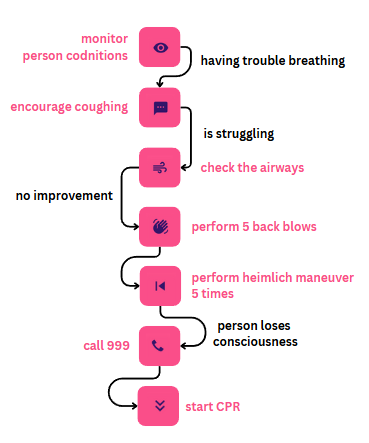 monitor
person codnitions
having trouble breathing
encourage coughing
is struggling
check the airways
no improvement
perform 5 back blows
perform heimlich maneuver
5 times
person loses
consciousness
call 999
start CPR